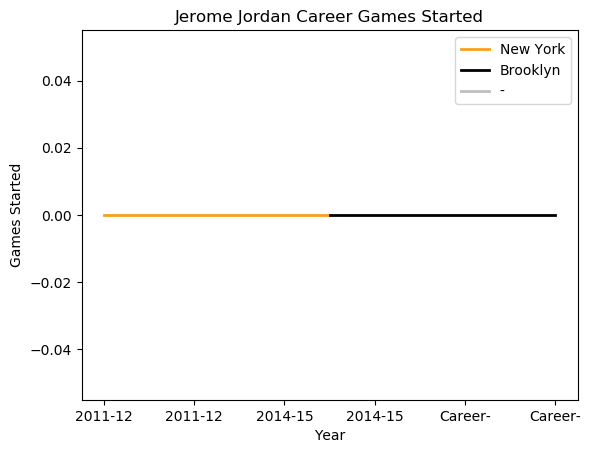 Jerome Jordan Career Games Started
New York
Brooklyn
-
0.04
0.02
0.00
−0.02
−0.04
Games Started
2011-12 2011-12 2014-15 2014-15 Career- Career-
Year